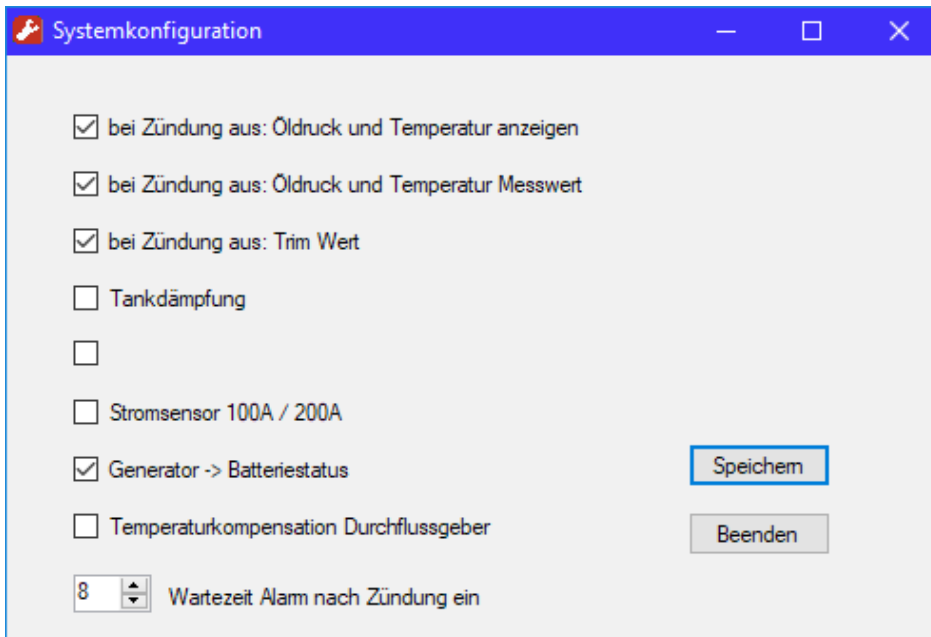 Systemkonfiguration
bei Zündung aus: Öldruck und Temperatur anzeigen
bei Zündung aus: Öldruck und Temperatur Messwert
bei Zündung aus: Trim Wert
Tankdämpfung
Stromsensor 100A / 200A
Generator -> Batteriestatus
Speichern
Temperaturkompensation Durchflussgeber
Beenden
8 Wartezeit Alarm nach Zündung ein